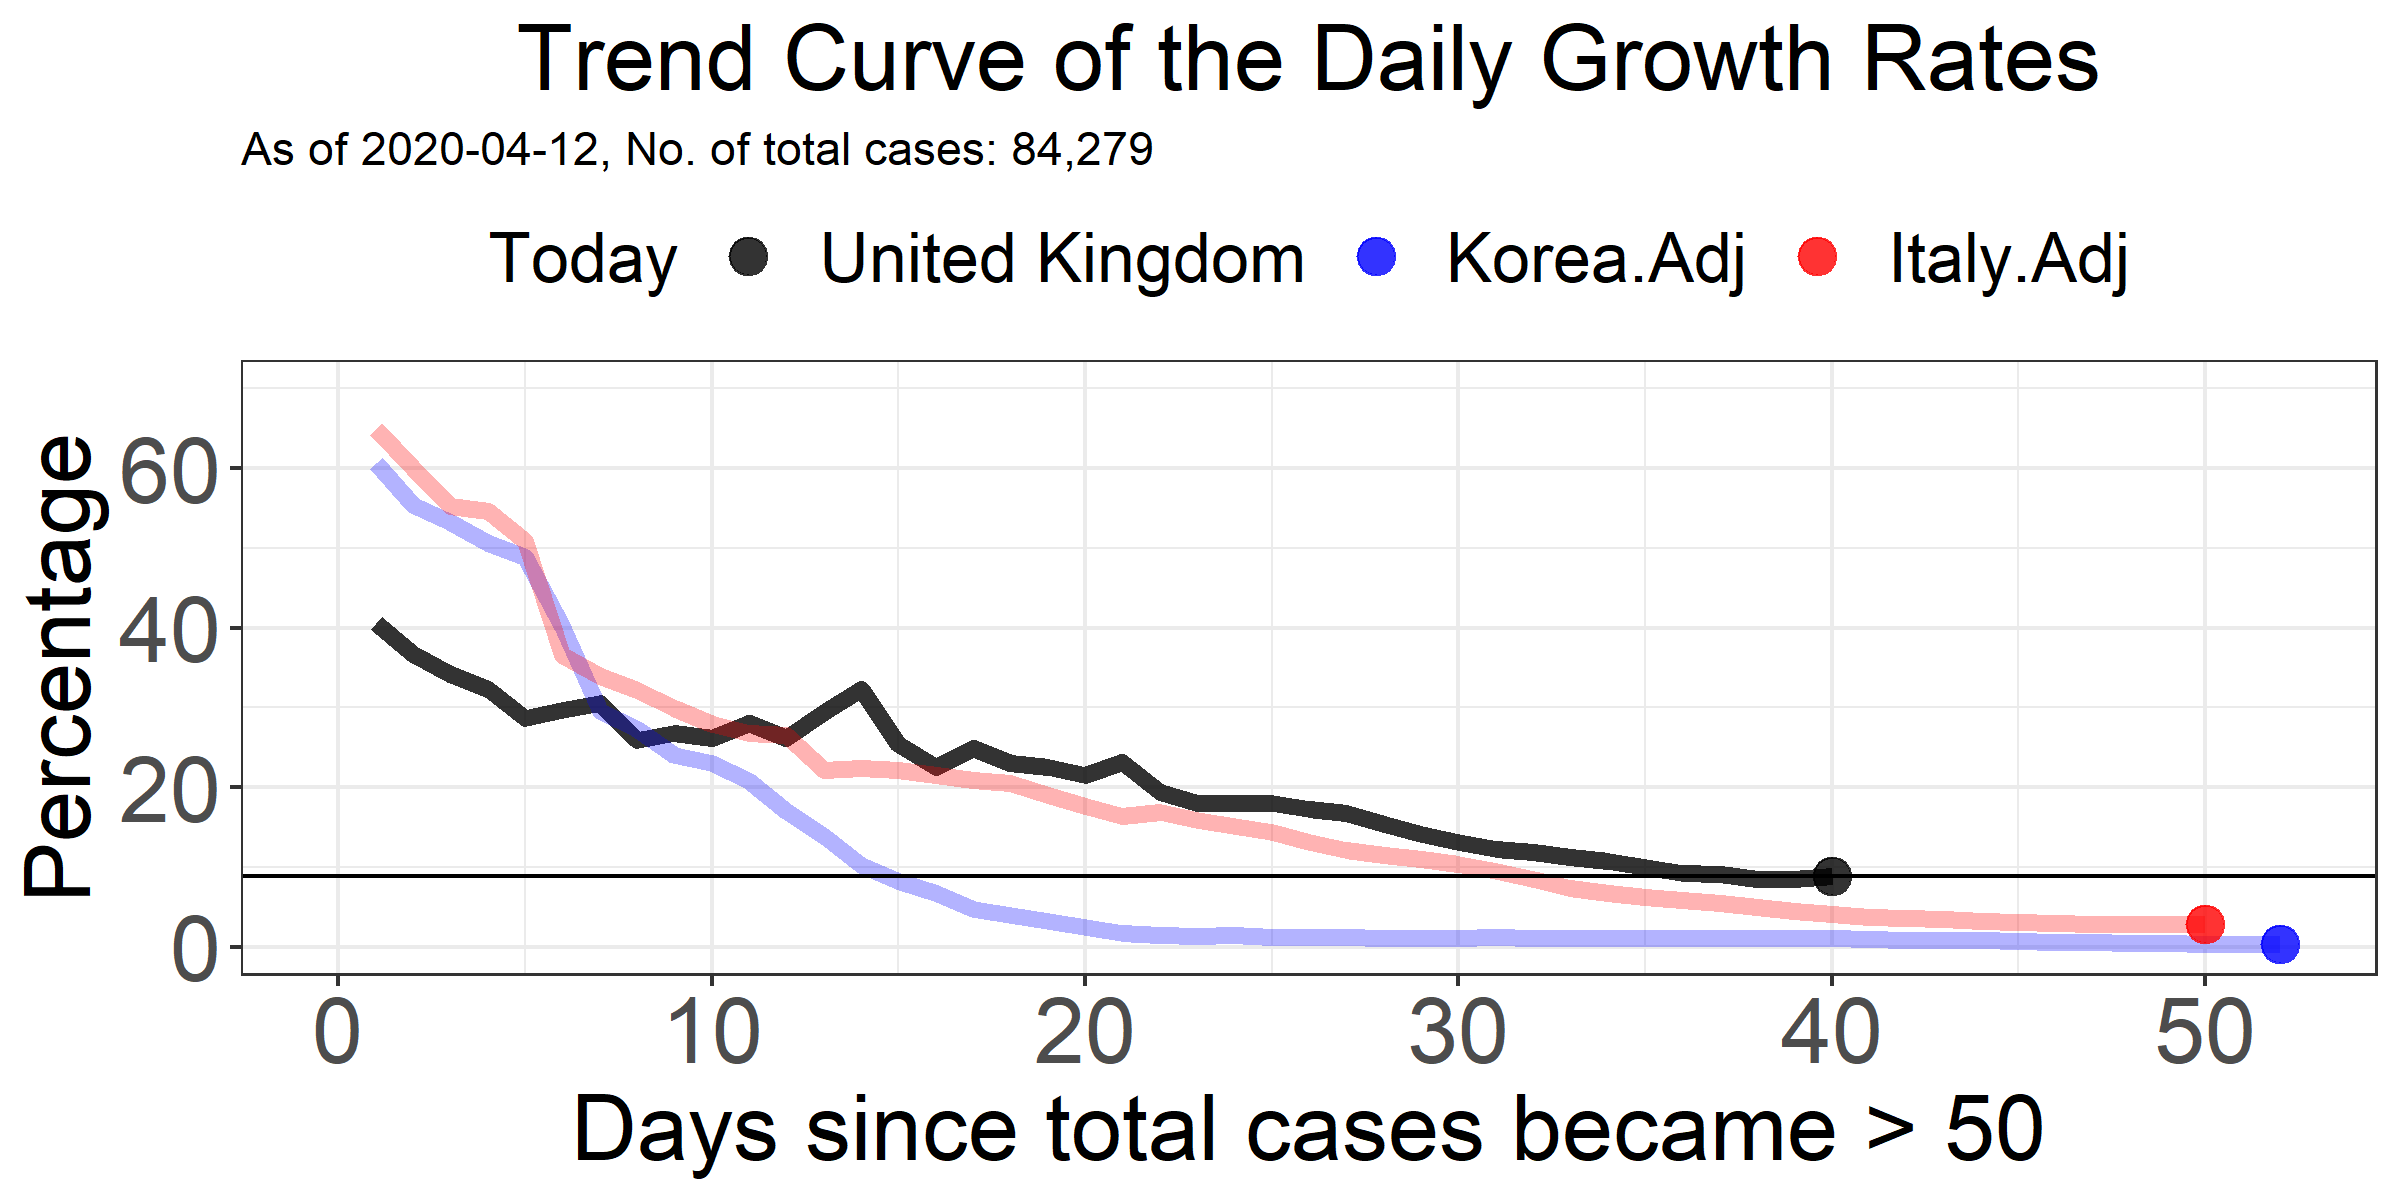 Trend Curve of the Daily Growth Rates
As of 2020-04-12, No. of total cases: 84,279
Today United Kingdom Korea.Adj Italy.Adj
Percentage
60
40
20
0
0 10 20 30 40 50
Days since total cases became > 50